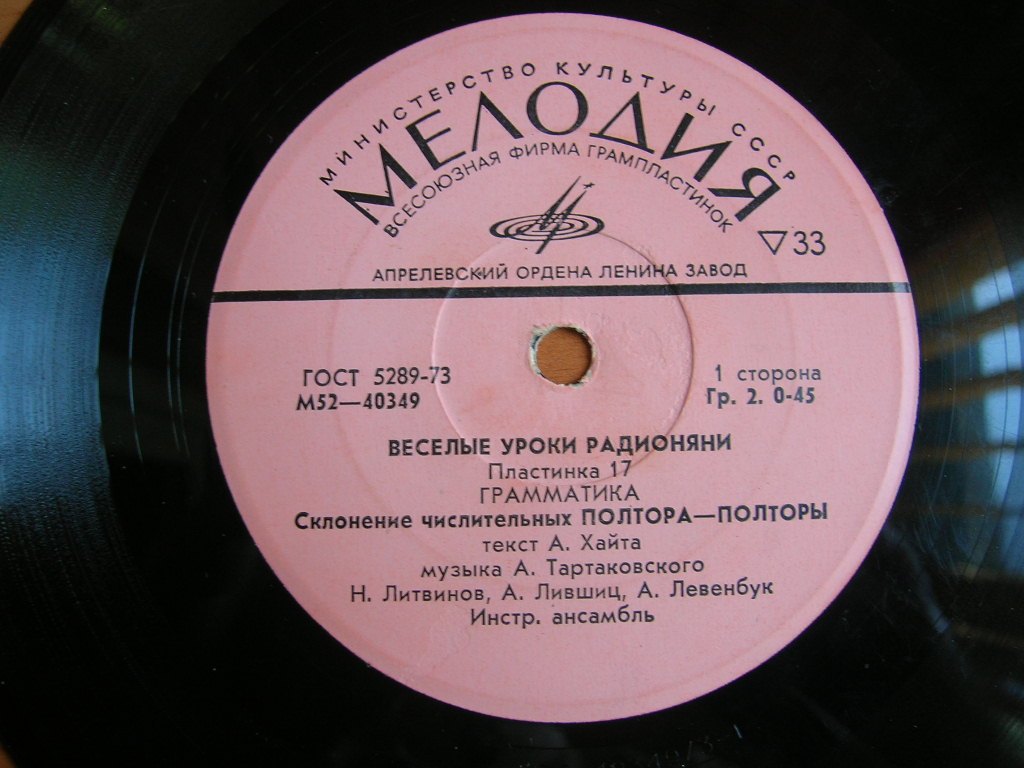 МИНИСТЕРСТВО КУЛЬТУРЫ СССР
МЕЛОДИЯ
ВСЕСОЮЗНАЯ ФИРМА ГРАМПЛАСТИНОК
▽33
АПРЕЛЕВСКИЙ ОРДЕНА ЛЕНИНА ЗАВОД
ГОСТ 5289-73
М52—40349
1 сторона
Гр. 2. 0-45
ВЕСЕЛЫЕ УРОКИ РАДИОНЯНИ
Пластинка 17
ГРАММАТИКА
Склонение числительных ПОЛТОРА—ПОЛТОРЫ
текст А. Хайта
музыка А. Тартаковского
Н. Литвинов, А. Лившиц, А. Левенбук
Инстр. ансамбль